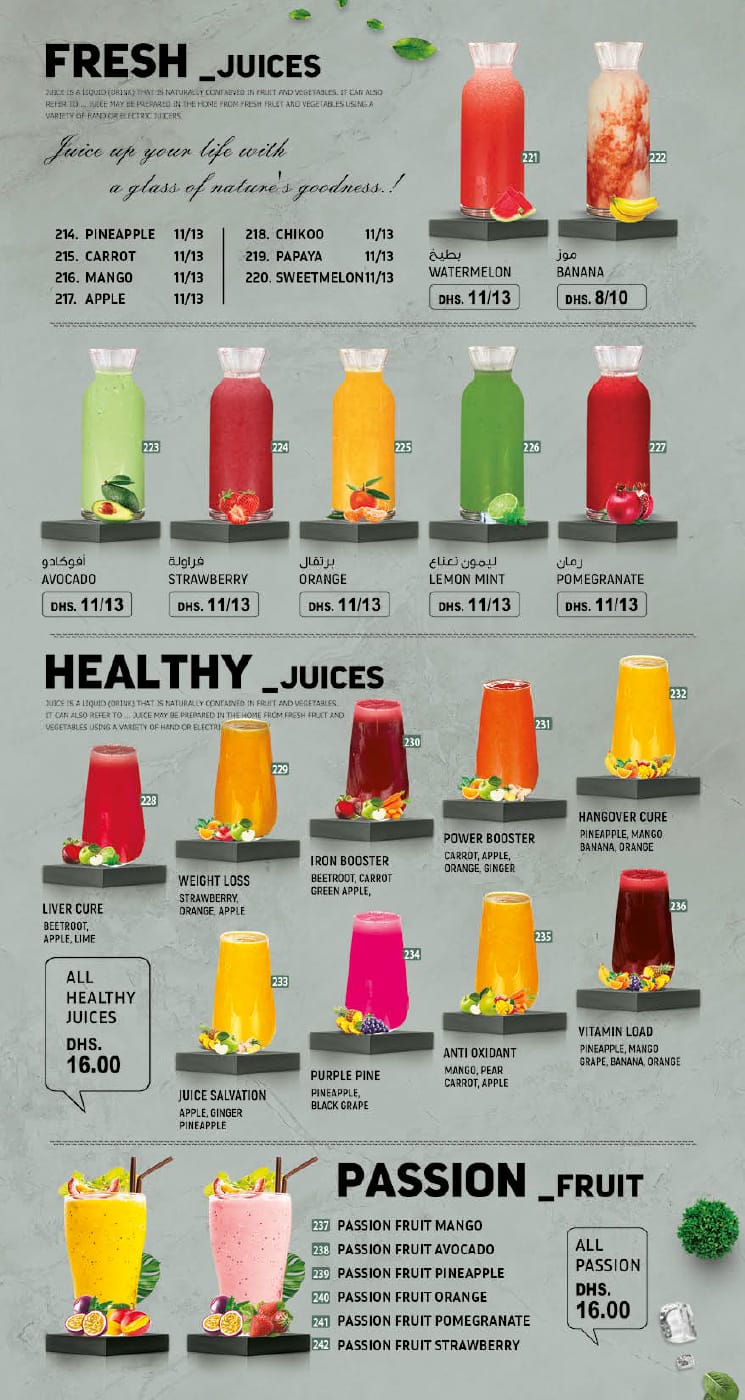 FRESH _JUICES
JUICE IS A LIQUID (DRINK) THAT IS NATURALLY CONTAINED IN FRUIT AND VEGETABLES. IT CAN ALSO
REFER TO ... JUICE MAY BE PREPARED IN THE HOME FROM FRESH FRUIT AND VEGETABLES USING A
VARIETY OF HAND OR ELECTRIC JUICERS.
Juice up your life with
a glass of nature's goodness..!
214. PINEAPPLE 11/13
215. CARROT 11/13
216. MANGO 11/13
217. APPLE 11/13
218. CHIKOO 11/13
219. PAPAYA 11/13
220. SWEETMELON 11/13
221
بطيخ
WATERMELON
DHS. 11/13
222
موز
BANANA
DHS. 8/10
223
أفوكادو
AVOCADO
DHS. 11/13
224
فراولة
STRAWBERRY
DHS. 11/13
225
برتقال
ORANGE
DHS. 11/13
226
ليمون نعناع
LEMON MINT
DHS. 11/13
227
رمان
POMEGRANATE
DHS. 11/13
HEALTHY _JUICES
JUICE IS A LIQUID (DRINK) THAT IS NATURALLY CONTAINED IN FRUIT AND VEGETABLES.
IT CAN ALSO REFER TO ... JUICE MAY BE PREPARED IN THE HOME FROM FRESH FRUIT AND
VEGETABLES USING A VARIETY OF HAND OR ELECTRI
228
LIVER CURE
BEETROOT,
APPLE, LIME
229
WEIGHT LOSS
STRAWBERRY,
ORANGE, APPLE
230
IRON BOOSTER
BEETROOT, CARROT
GREEN APPLE,
231
POWER BOOSTER
CARROT, APPLE,
ORANGE, GINGER
232
HANGOVER CURE
PINEAPPLE, MANGO
BANANA, ORANGE
ALL
HEALTHY
JUICES
DHS.
16.00
233
JUICE SALVATION
APPLE, GINGER
PINEAPPLE
234
PURPLE PINE
PINEAPPLE,
BLACK GRAPE
235
ANTI OXIDANT
MANGO, PEAR
CARROT, APPLE
236
VITAMIN LOAD
PINEAPPLE, MANGO
GRAPE, BANANA, ORANGE
PASSION _FRUIT
237 PASSION FRUIT MANGO
238 PASSION FRUIT AVOCADO
239 PASSION FRUIT PINEAPPLE
240 PASSION FRUIT ORANGE
241 PASSION FRUIT POMEGRANATE
242 PASSION FRUIT STRAWBERRY
ALL
PASSION
DHS.
16.00